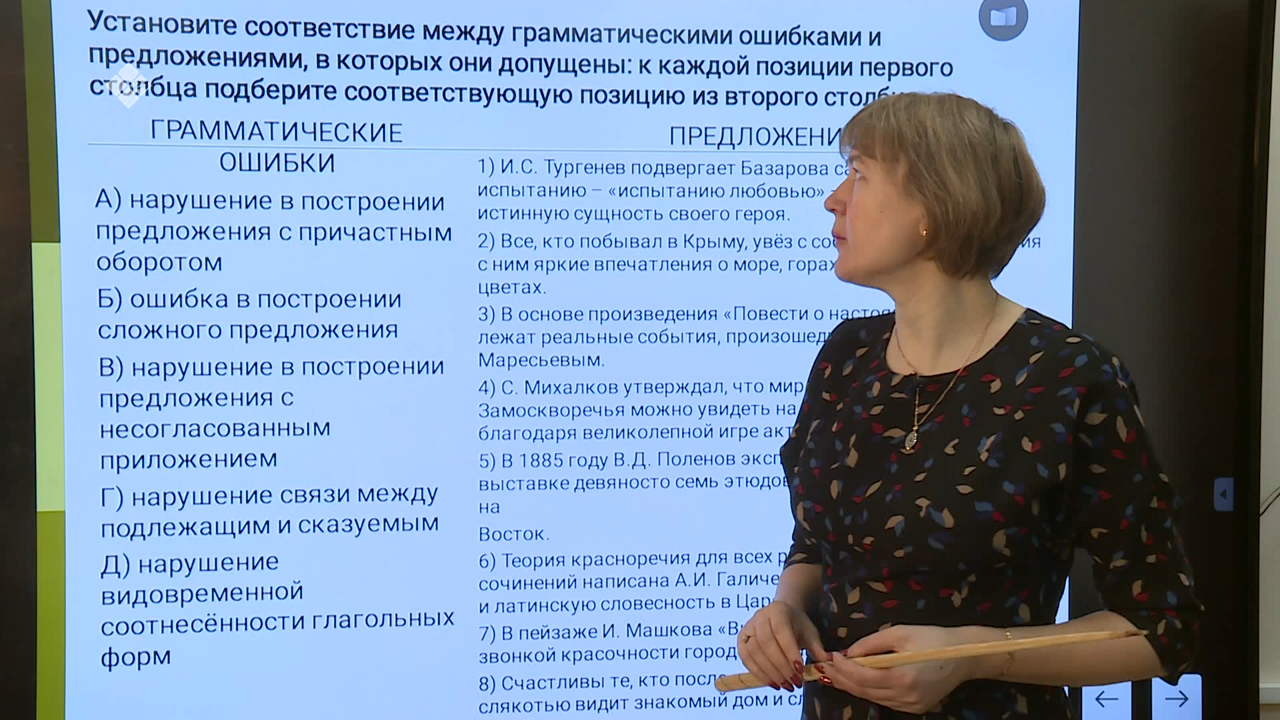 Установите соответствие между грамматическими ошибками и
предложениями, в которых они допущены: к каждой позиции первого
столбца подберите соответствующую позицию из второго
ГРАММАТИЧЕСКИЕ
ОШИБКИ
А) нарушение в построении
предложения с причастным
оборотом
Б) ошибка в построении
сложного предложения
В) нарушение в построении
предложения с
несогласованным
приложением
Г) нарушение связи между
подлежащим и сказуемым
Д) нарушение
видовременной
соотнесённости глагольных
форм
1) И.С. Тургенев подвергает Базарова
испытанию – «испытанию любовью» –
истинную сущность своего героя.
2) Все, кто побывал в Крыму, увёз с
с ним яркие впечатления о море,
цветах.
3) В основе произведения «Повести о
лежат реальные события,
Маресьевым.
4) С. Михалков утверждал, что
Замоскворечья можно увидеть на
благодаря великолепной игре
5) В 1885 году В.Д. Поленов
выставке девяносто семь
на
Восток.
6) Теория красноречия для всех
сочинений написана А.И.
и латинскую словесность в
7) В пейзаже И. Машкова
звонкой красочности
8) Счастливы те, кто
слякотью видит знакомый дом и